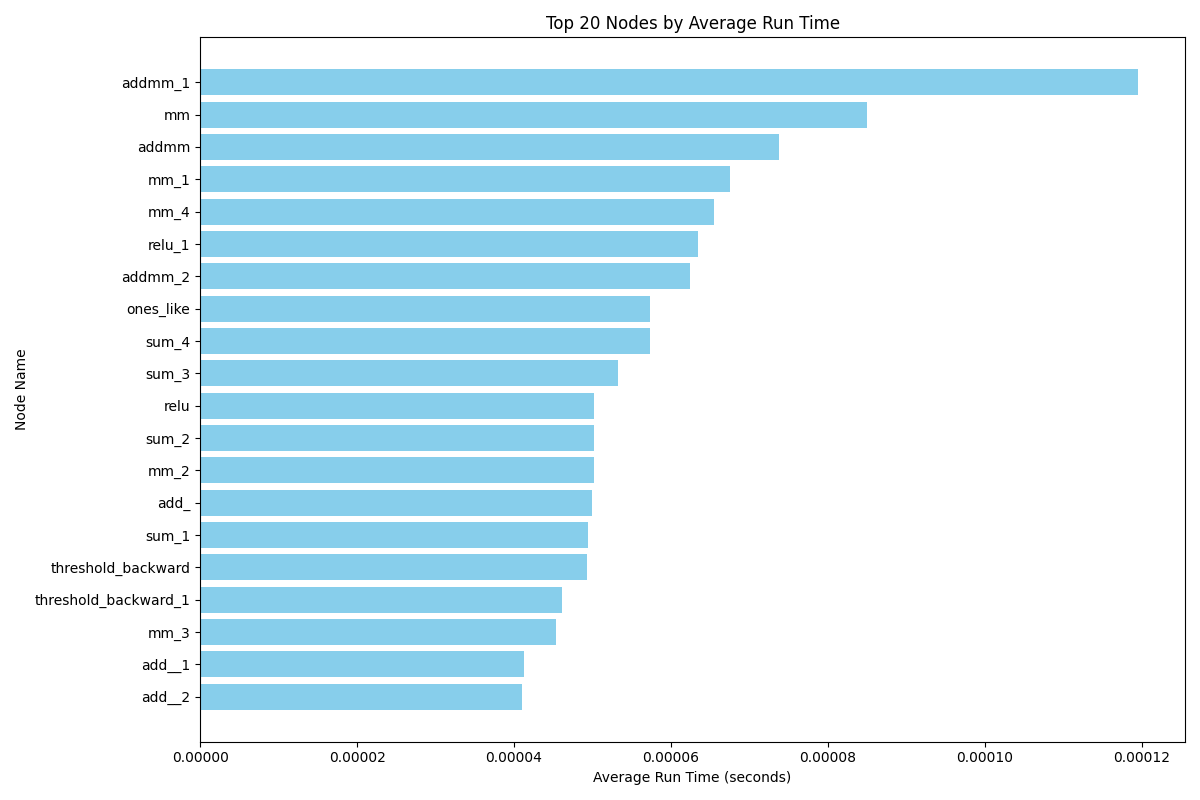 Top 20 Nodes by Average Run Time
Node Name
addmm_1
mm
addmm
mm_1
mm_4
relu_1
addmm_2
ones_like
sum_4
sum_3
relu
sum_2
mm_2
add_
sum_1
threshold_backward
threshold_backward_1
mm_3
add__1
add__2
0.00000 0.00002 0.00004 0.00006 0.00008 0.00010 0.00012
Average Run Time (seconds)